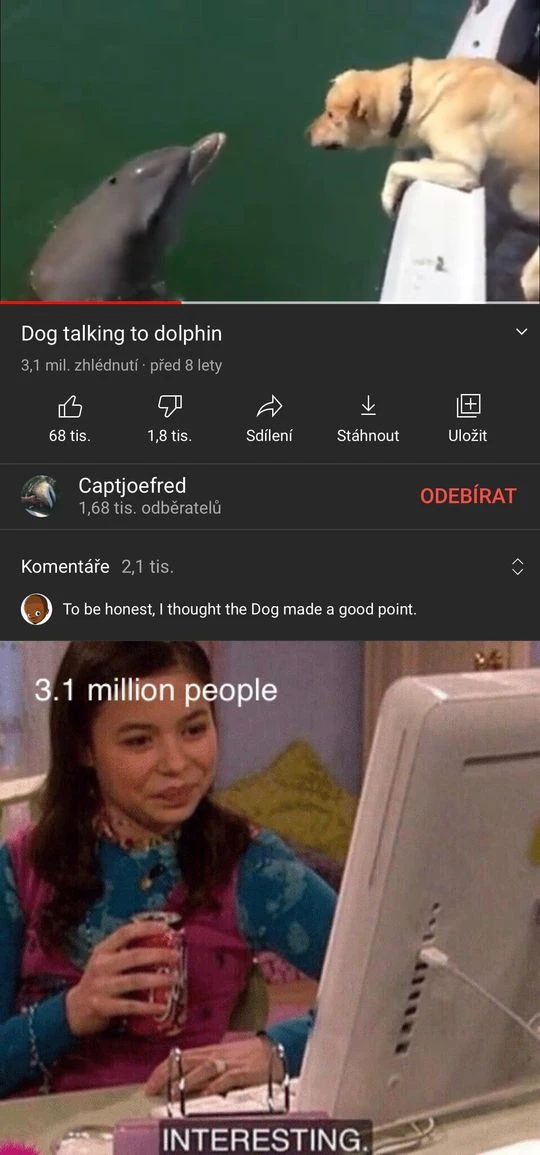 Dog talking to dolphin
3,1 mil. zhlédnutí · před 8 lety
68 tis.
1,8 tis.
Sdílení
Stáhnout
Uložit
Captjoefred
1,68 tis. odběratelů
ODEBÍRAT
Komentáře 2,1 tis.
To be honest, I thought the Dog made a good point.
3.1 million people
INTERESTING.